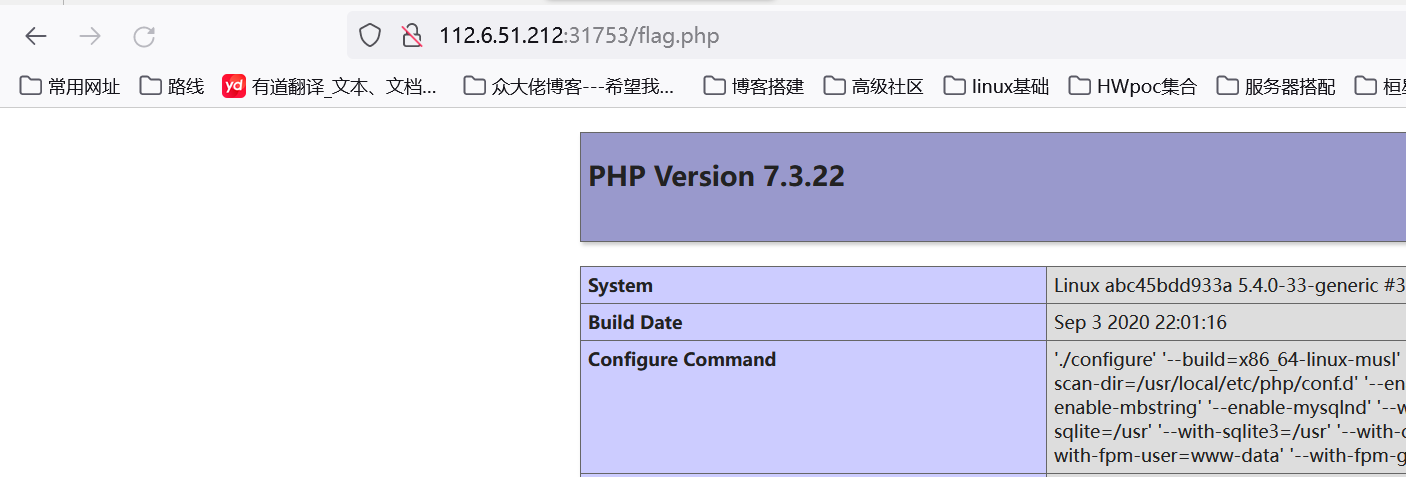 112.6.51.212:31753/flag.php
常用网址 路线 yd 有道翻译_文本、文档... 众大佬博客---希望我... 博客搭建 高级社区 linux基础 HWpoc集合 服务器搭配
PHP Version 7.3.22
System Linux abc45bdd933a 5.4.0-33-generic #3
Build Date Sep 3 2020 22:01:16
Configure Command './configure' '--build=x86_64-linux-musl'
scan-dir=/usr/local/etc/php/conf.d' '--en
enable-mbstring' '--enable-mysqlnd' '--w
sqlite=/usr' '--with-sqlite3=/usr' '--with-c
with-fpm-user=www-data' '--with-fpm-g